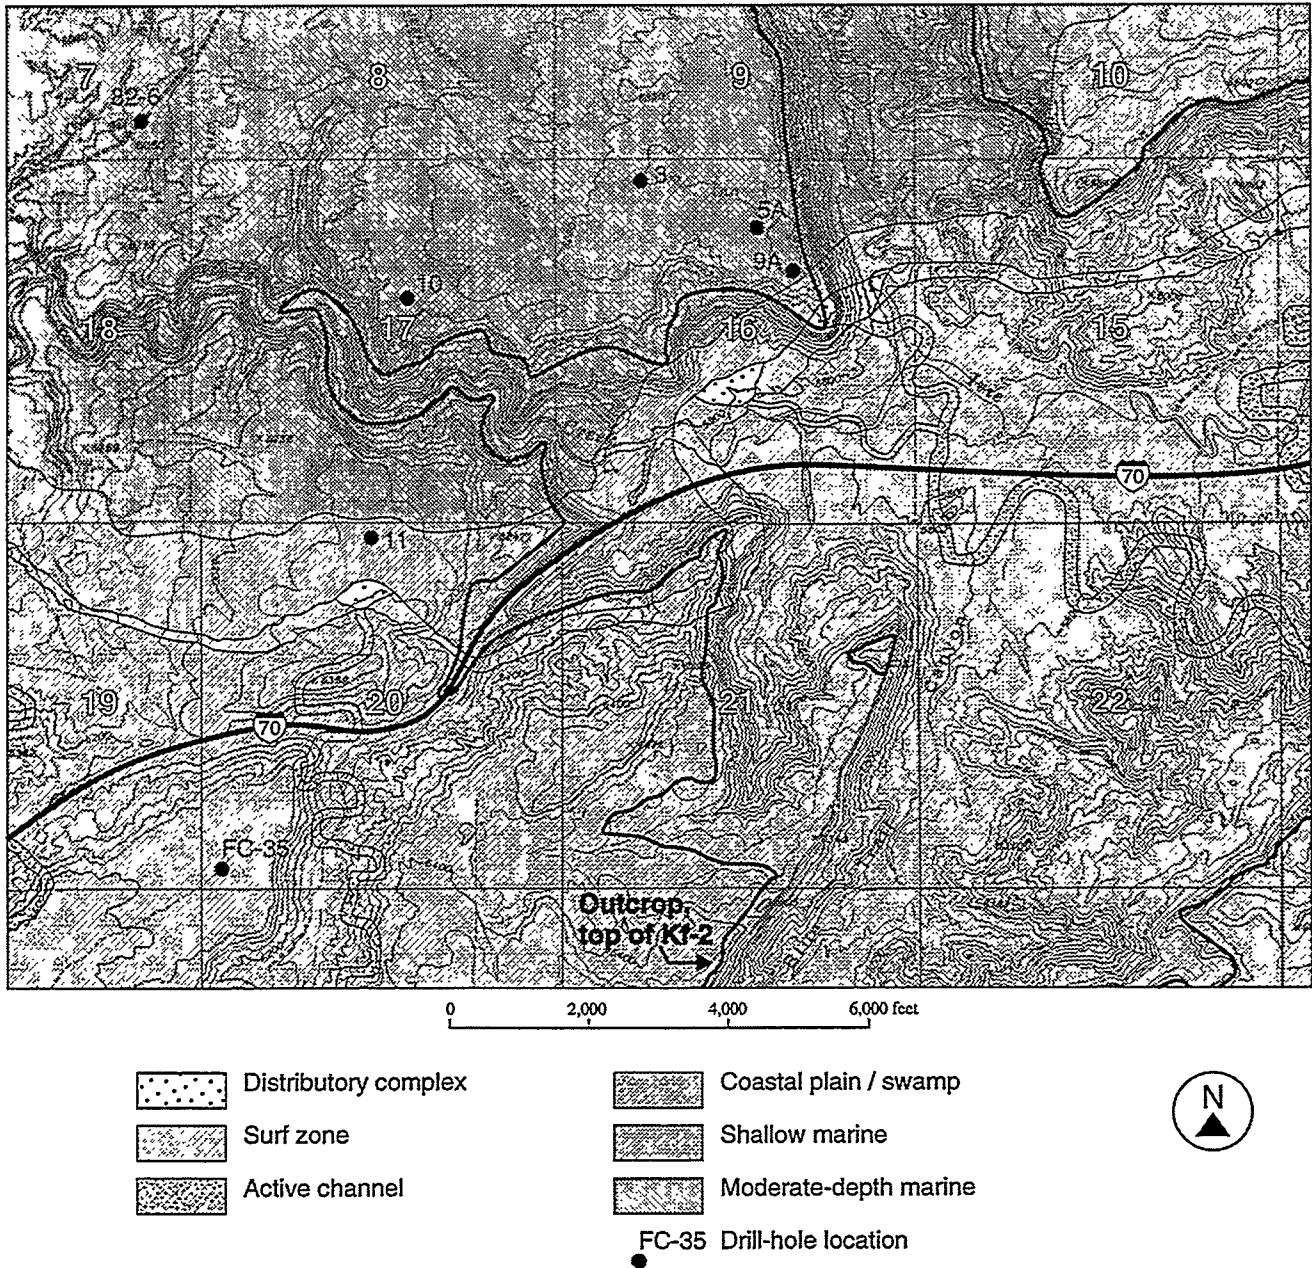 7
8
9
10
82-6
3
5A
9A
10
18
17
16
15
70
11
19
20
21
22
70
FC-35
Outcrop,
top of Kf-2
0 2,000 4,000 6,000 feet
Distributory complex
Surf zone
Active channel
Coastal plain / swamp
Shallow marine
Moderate-depth marine
FC-35 Drill-hole location
N